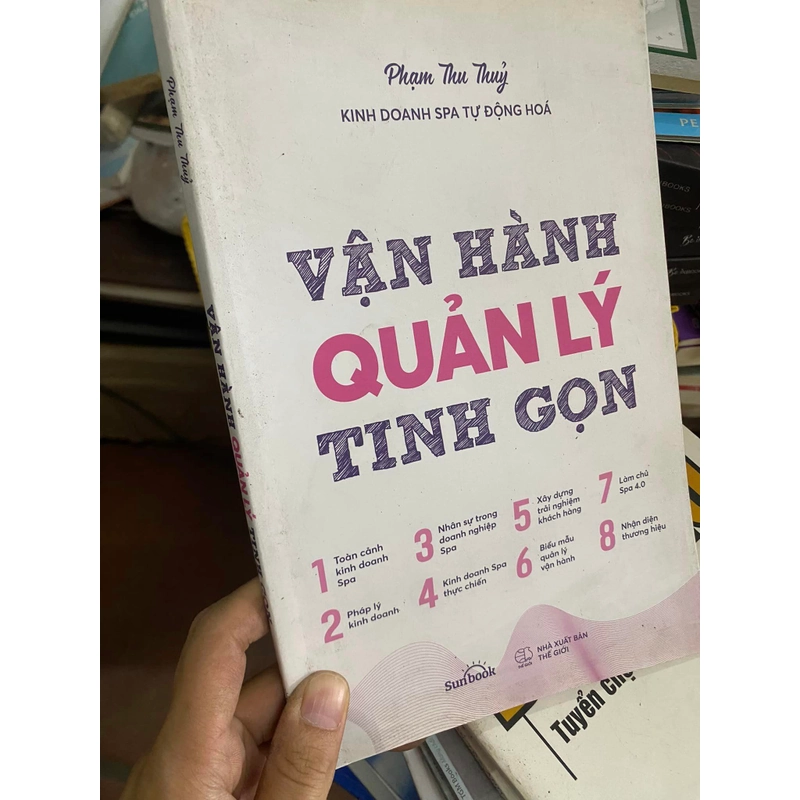 Phạm Thu Thuỷ
KINH DOANH SPA TỰ ĐỘNG HOÁ
VẬN HÀNH
QUẢN LÝ
TINH GỌN
1 Toàn cảnh
kinh doanh
Spa
2 Pháp lý
kinh doanh
3 Nhân sự trong
doanh nghiệp
Spa
4 Kinh doanh Spa
thực chiến
5 Xây dựng
trải nghiệm
khách hàng
6 Biểu mẫu
quản lý
vận hành
7 Làm chủ
Spa 4.0
8 Nhận diện
thương hiệu
Sunbook
NHÀ XUẤT BẢN
THẾ GIỚI
Phạm Thu Thuỷ
VẬN HÀNH QUẢN LÝ
Tuyển
PE